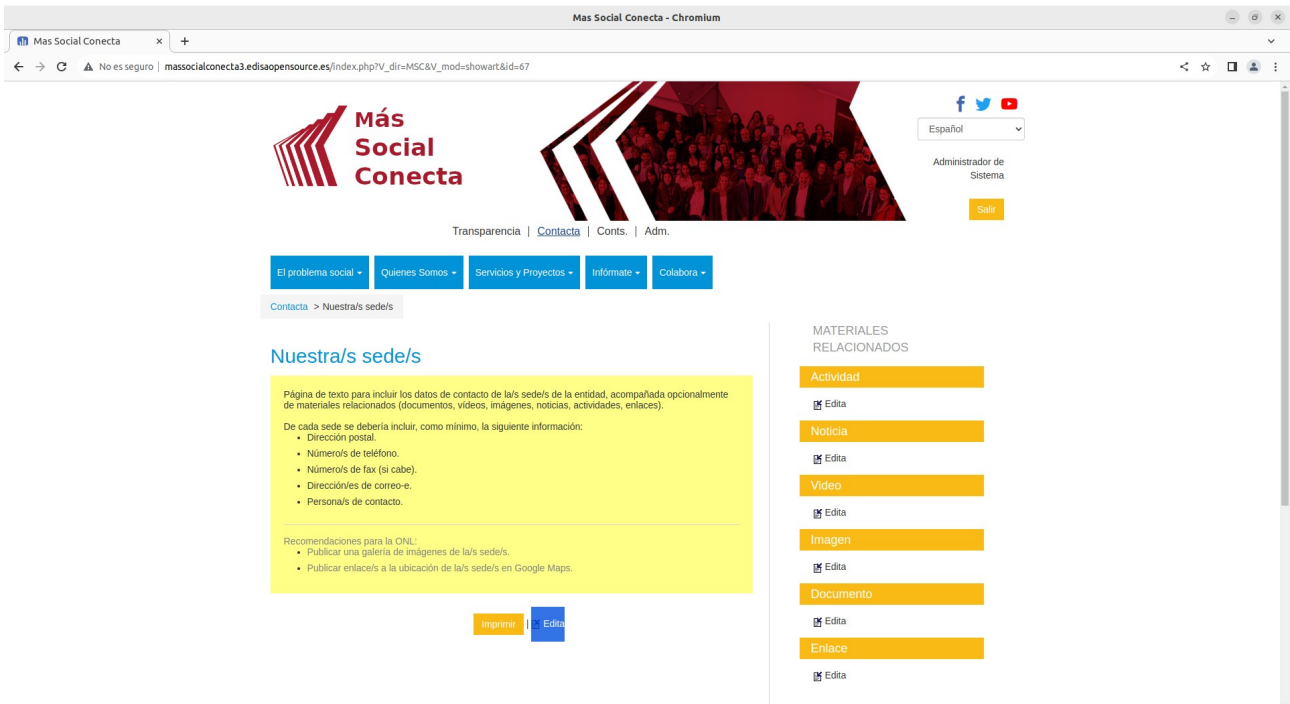 Mas Social Conecta - Chromium
Mas Social Conecta
No es seguro | massocialconecta3.edisaopensource.es/index.php?V_dir=MSC&V_mod=showart&id=67
Más
Social
Conecta
Español
Administrador de
Sistema
Salir
Transparencia | Contacta | Conts. | Adm.
El problema social
Quienes Somos
Servicios y Proyectos
Infórmate
Colabora
Contacta > Nuestra/s sede/s
Nuestra/s sede/s
Página de texto para incluir los datos de contacto de la/s sede/s de la entidad, acompañada opcionalmente
de materiales relacionados (documentos, vídeos, imágenes, noticias, actividades, enlaces).
De cada sede se debería incluir, como mínimo, la siguiente información:
• Dirección postal.
• Número/s de teléfono.
• Número/s de fax (si cabe).
• Dirección/es de correo-e.
• Persona/s de contacto.
Recomendaciones para la ONL:
• Publicar una galería de imágenes de la/s sede/s.
• Publicar enlace/s a la ubicación de la/s sede/s en Google Maps.
Imprimir | Edita
MATERIALES
RELACIONADOS
Actividad
Edita
Noticia
Edita
Video
Edita
Imagen
Edita
Documento
Edita
Enlace
Edita